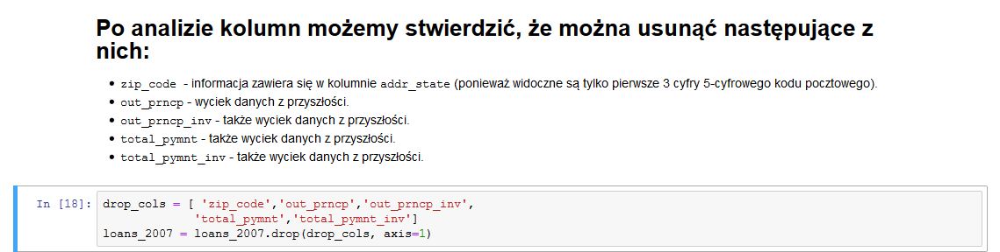 Po analizie kolumn możemy stwierdzić, że można usunąć następujące z
nich:
• zip_code - informacja zawiera się w kolumnie addr_state (ponieważ widoczne są tylko pierwsze 3 cyfry 5-cyfrowego kodu pocztowego).
• out_prncp - wyciek danych z przyszłości.
• out_prncp_inv - także wyciek danych z przyszłości.
• total_pymnt - także wyciek danych z przyszłości.
• total_pymnt_inv - także wyciek danych z przyszłości.
In [18]: drop_cols = [ 'zip_code','out_prncp','out_prncp_inv',
'total_pymnt','total_pymnt_inv']
loans_2007 = loans_2007.drop(drop_cols, axis=1)